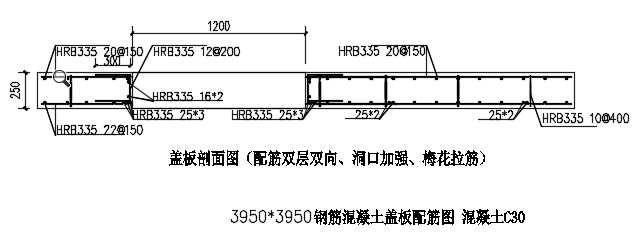 1200
HRB335 20@150
HRB335 12@200
HRB335 20@150
300
250
HRB335 16*2
HRB335 22@150
HRB335 25*3
HRB335 25*3
25*2
25*2
HRB335 10@400
盖板剖面图（配筋双层双向、洞口加强、梅花拉筋）
3950*3950钢筋混凝土盖板配筋图 混凝土C30